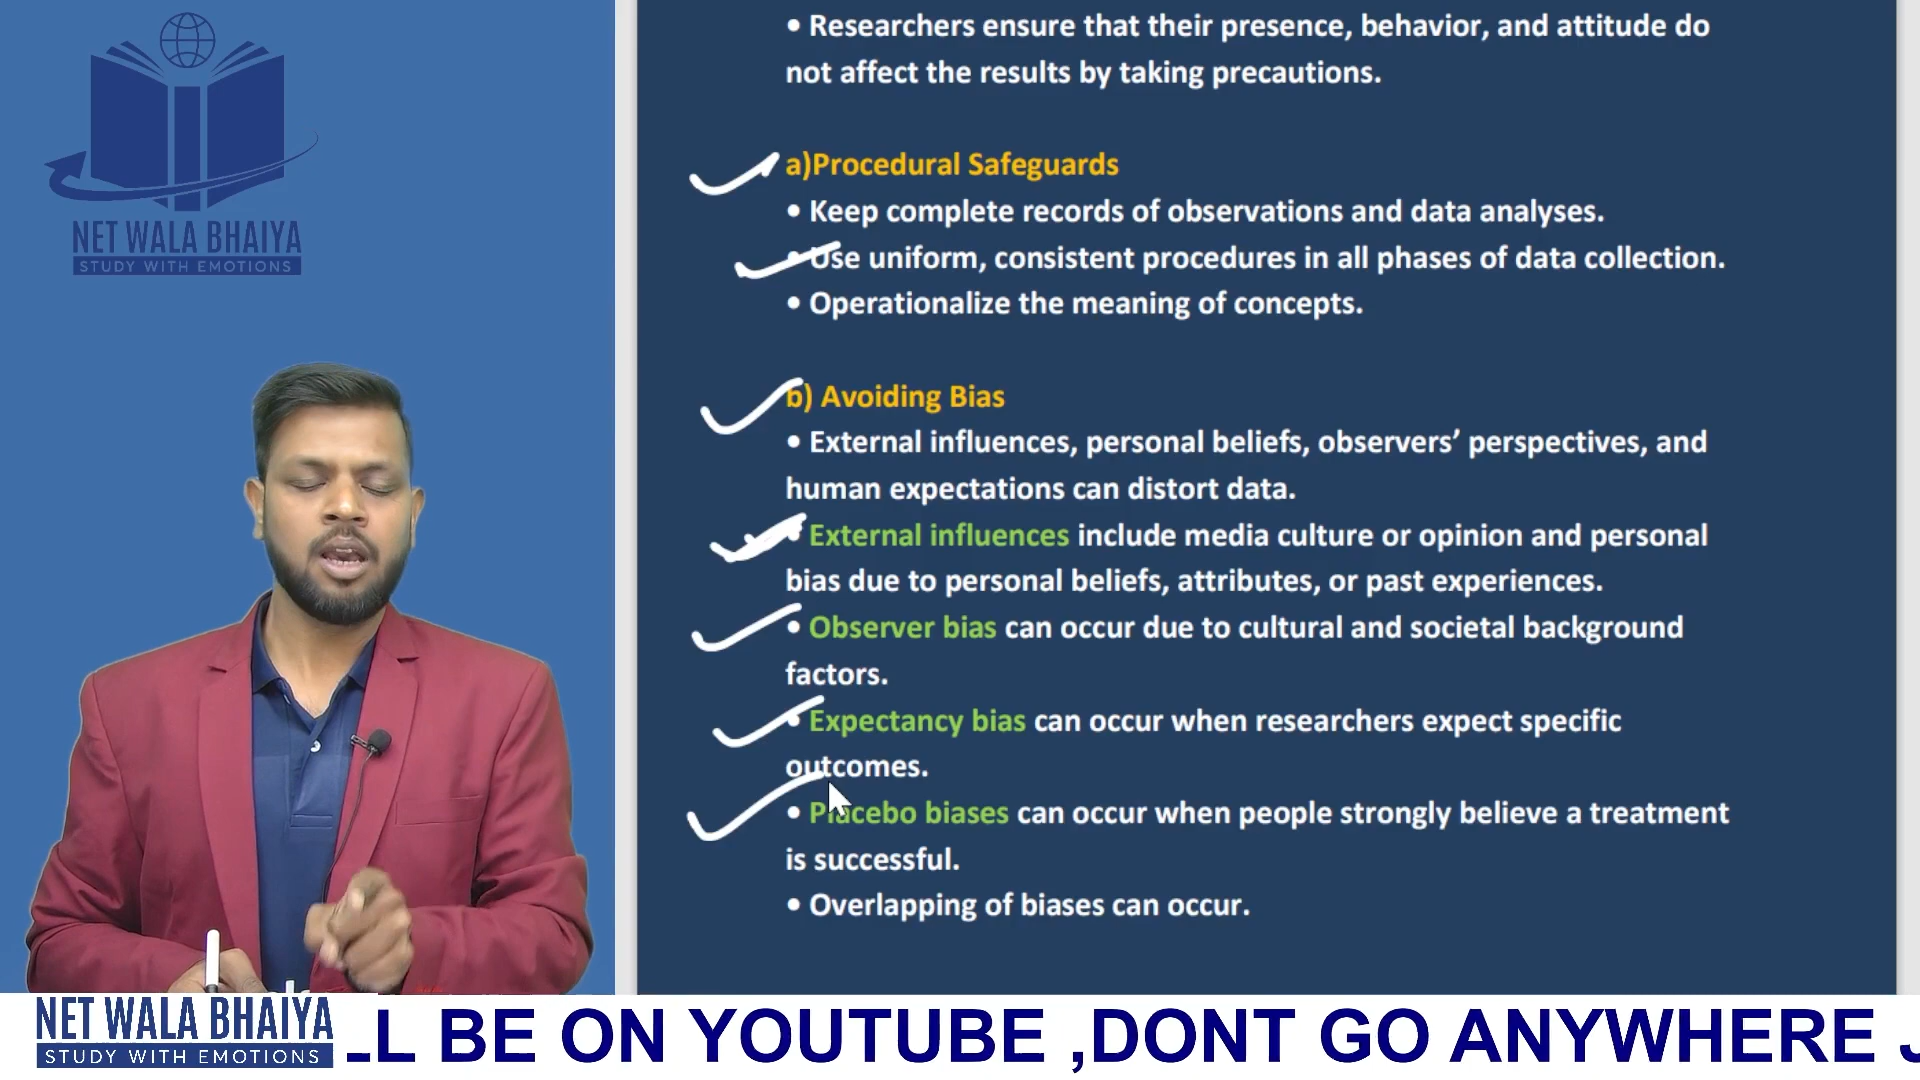 NET WALA BHAIYA
STUDY WITH EMOTIONS
• Researchers ensure that their presence, behavior, and attitude do
not affect the results by taking precautions.
a)Procedural Safeguards
• Keep complete records of observations and data analyses.
• Use uniform, consistent procedures in all phases of data collection.
• Operationalize the meaning of concepts.
b) Avoiding Bias
• External influences, personal beliefs, observers’ perspectives, and
human expectations can distort data.
• External influences include media culture or opinion and personal
bias due to personal beliefs, attributes, or past experiences.
• Observer bias can occur due to cultural and societal background
factors.
• Expectancy bias can occur when researchers expect specific
outcomes.
• Placebo biases can occur when people strongly believe a treatment
is successful.
• Overlapping of biases can occur.
NET WALA BHAIYA
STUDY WITH EMOTIONS
LL BE ON YOUTUBE ,DONT GO ANYWHERE J